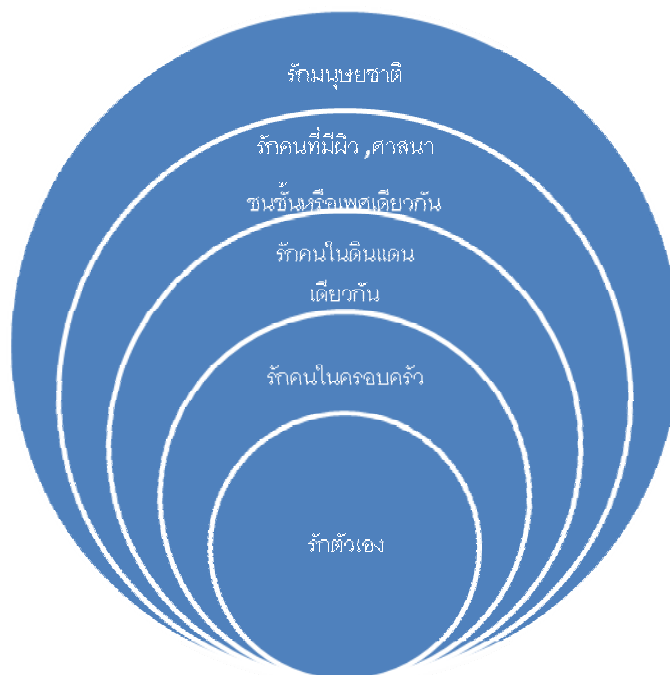 รักมนุษยชาติ
รักคนที่มีผิว ,ศาสนา
ชนชั้นหรือเพศเดียวกัน
รักคนในดินแดน
เดียวกัน
รักคนในครอบครัว
รักตัวเอง